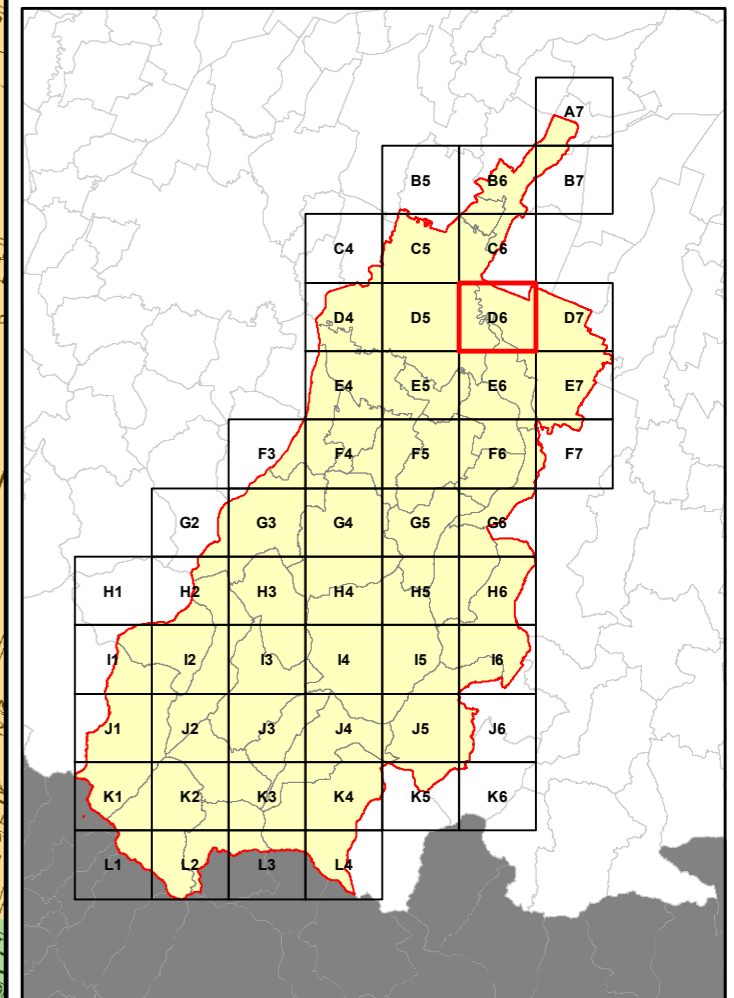 A7
B5 B6 B7
C4 C5 C6
D4 D5 D6 D7
E4 E5 E6 E7
F3 F4 F5 F6 F7
G2 G3 G4 G5 G6
H1 H2 H3 H4 H5 H6
I1 I2 I3 I4 I5 I6
J1 J2 J3 J4 J5 J6
K1 K2 K3 K4 K5 K6
L1 L2 L3 L4